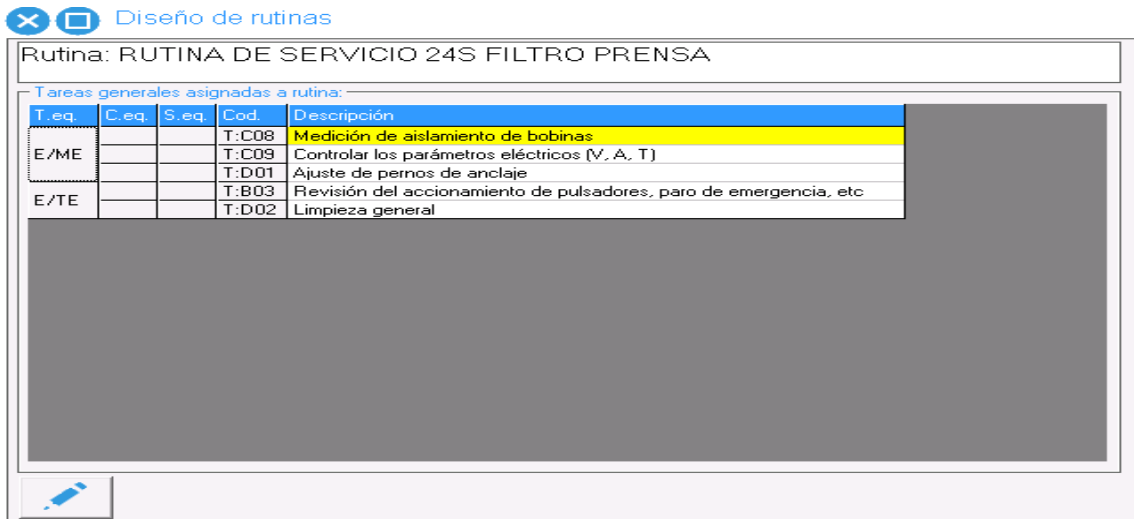 Diseño de rutinas
Rutina: RUTINA DE SERVICIO 24S FILTRO PRENSA
Tareas generales asignadas a rutina:
T.eq. C.eq. S.eq. Cod. Descripción
E/ME T:C08 Medición de aislamiento de bobinas
T:C09 Controlar los parámetros eléctricos (V, A, T)
T:D01 Ajuste de pernos de anclaje
E/TE T:B03 Revisión del accionamiento de pulsadores, paro de emergencia, etc
T:D02 Limpieza general